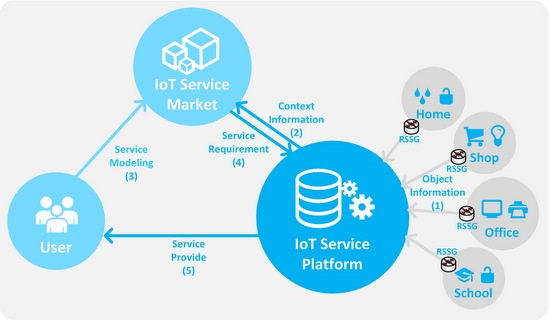 IoT Service
Market
Context
Information
(2)
Service
Requirement
(4)
Service
Modeling
(3)
User
Service
Provide
(5)
IoT Service
Platform
Object
Information
(1)
Home
RSSG
Shop
RSSG
Office
RSSG
RSSG
School